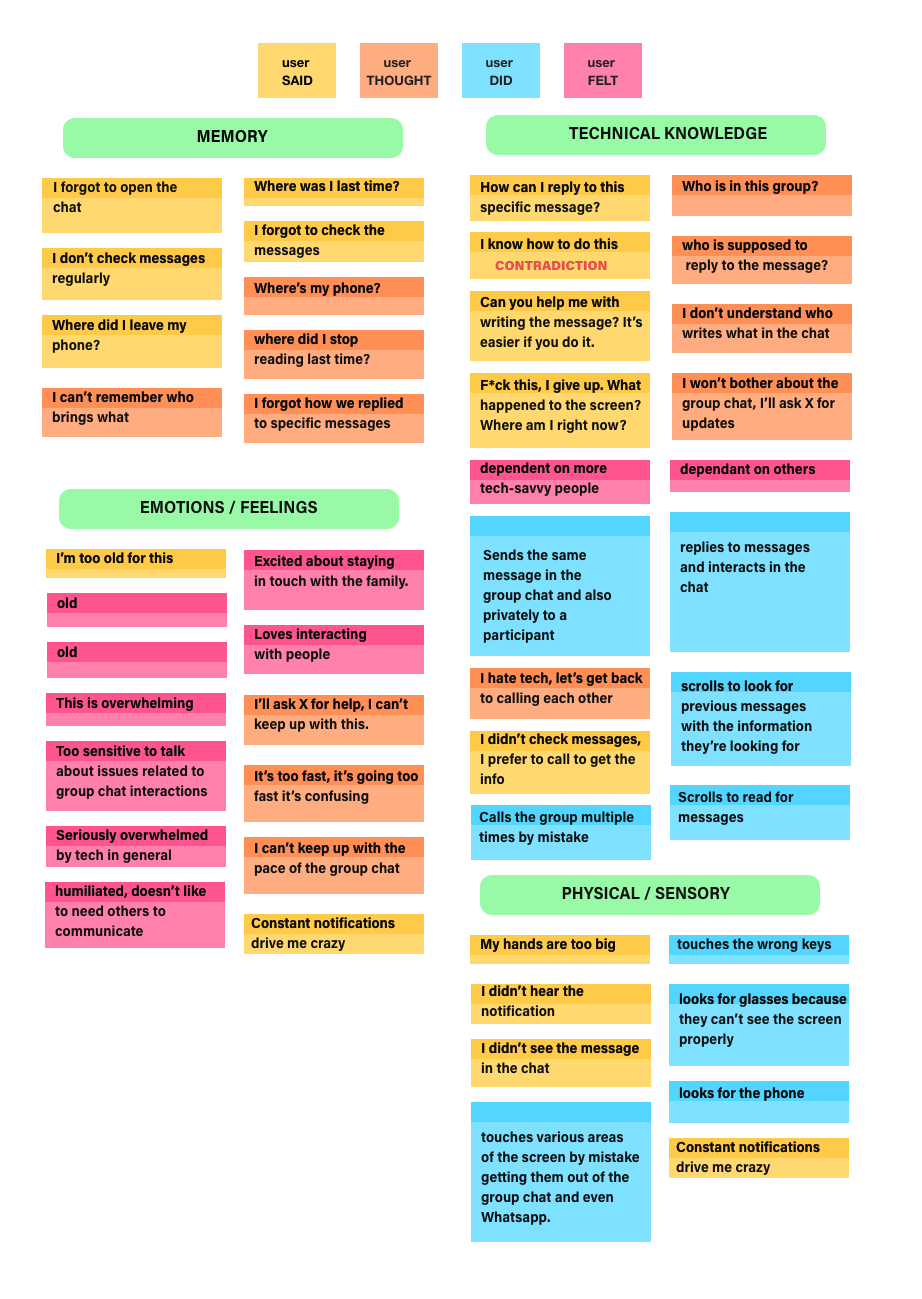 user
SAID
user
THOUGHT
user
DID
user
FELT
MEMORY
I forgot to open the
chat
I don't check messages
regularly
Where did I leave my
phone?
I can't remember who
brings what
Where was I last time?
I forgot to check the
messages
Where's my phone?
where did I stop
reading last time?
I forgot how we replied
to specific messages
EMOTIONS / FEELINGS
I'm too old for this
old
old
This is overwhelming
Too sensitive to talk
about issues related to
group chat interactions
Seriously overwhelmed
by tech in general
humiliated, doesn't like
to need others to
communicate
Excited about staying
in touch with the family.
Loves interacting
with people
I'll ask X for help, I can't
keep up with this.
It's too fast, it's going too
fast it's confusing
I can't keep up with the
pace of the group chat
Constant notifications
drive me crazy
TECHNICAL KNOWLEDGE
How can I reply to this
specific message?
I know how to do this
CONTRADICTION
Can you help me with
writing the message? It's
easier if you do it.
F*ck this, I give up. What
happened to the screen?
Where am I right now?
dependent on more
tech-savvy people
Sends the same
message in the
group chat and also
privately to a
participant
I hate tech, let's get back
to calling each other
I didn't check messages,
I prefer to call to get the
info
Calls the group multiple
times by mistake
Who is in this group?
who is supposed to
reply to the message?
I don't understand who
writes what in the chat
I won't bother about the
group chat, I'll ask X for
updates
dependant on others
replies to messages
and interacts in the
chat
scrolls to look for
previous messages
with the information
they're looking for
Scrolls to read for
messages
PHYSICAL / SENSORY
My hands are too big
I didn't hear the
notification
I didn't see the message
in the chat
touches various areas
of the screen by mistake
getting them out of the
group chat and even
Whatsapp.
touches the wrong keys
looks for glasses because
they can't see the screen
properly
looks for the phone
Constant notifications
drive me crazy